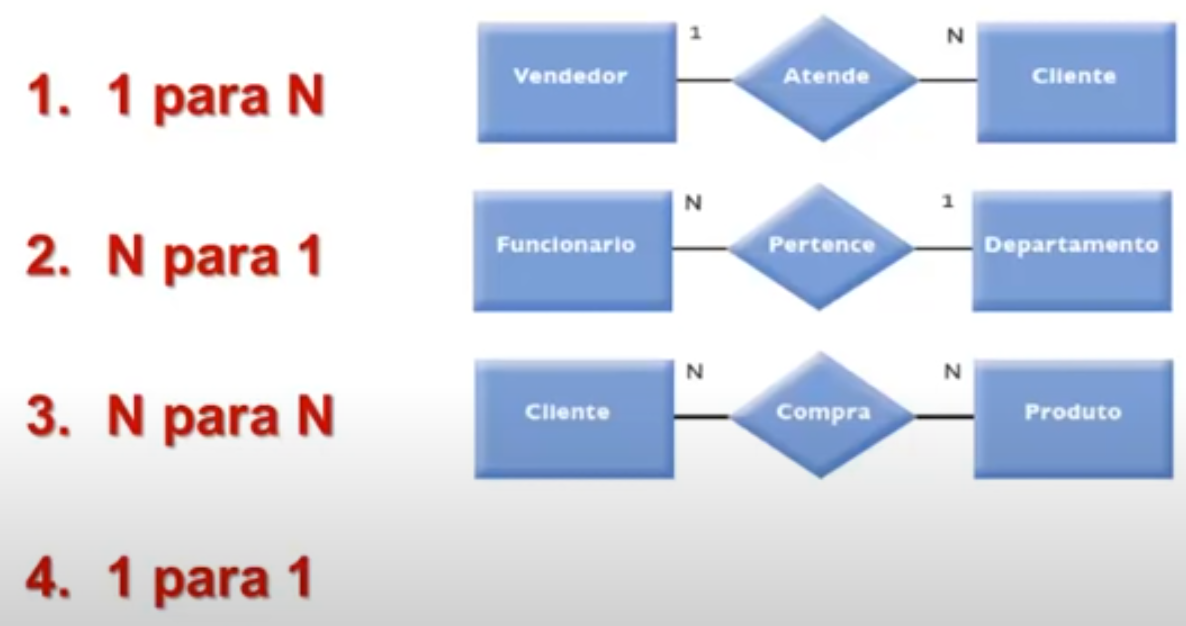 1. 1 para N
1 N
Vendedor Atende Cliente
2. N para 1
N 1
Funcionario Pertence Departamento
3. N para N
N N
Cliente Compra Produto
4. 1 para 1